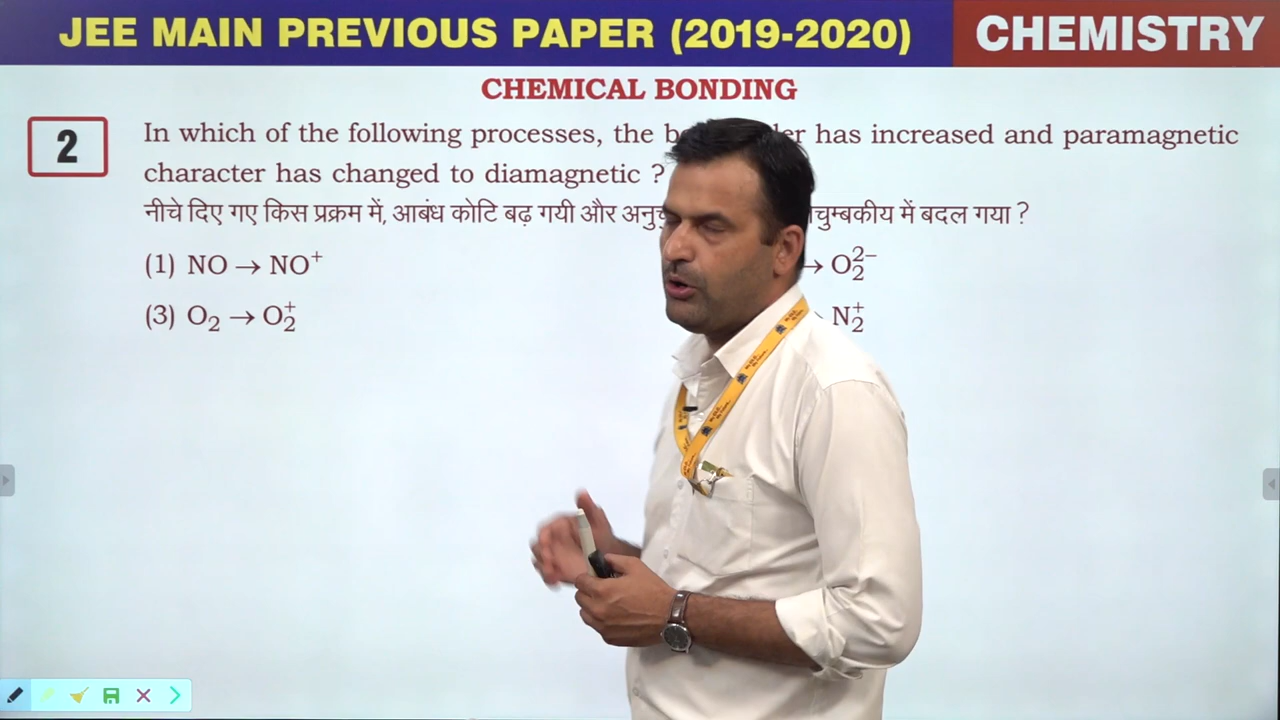 JEE MAIN PREVIOUS PAPER (2019-2020) CHEMISTRY
CHEMICAL BONDING
2 In which of the following processes, the has increased and paramagnetic
character has changed to diamagnetic ?
नीचे दिए गए किस प्रक्रम में, आबंध कोटि बढ़ गयी और में बदल गया ?
(1) NO → NO⁺ → O₂²⁻
(3) O₂ → O₂⁺ N₂⁺